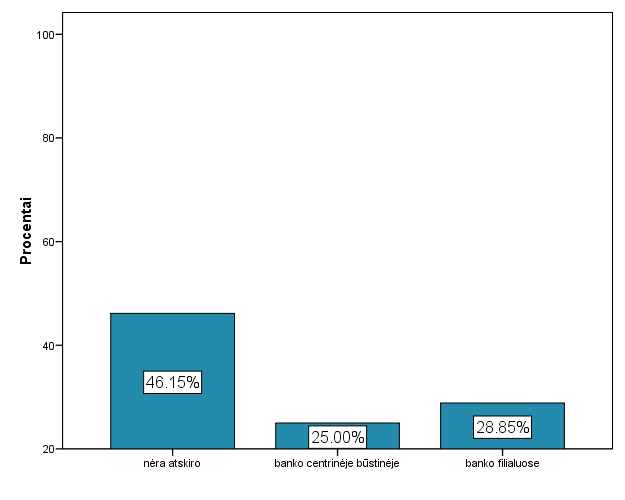 100
80
60
40
20
Procentai
46.15%
25.00%
28.85%
nėra atskiro
banko centrinėje būstinėje
banko filialuose